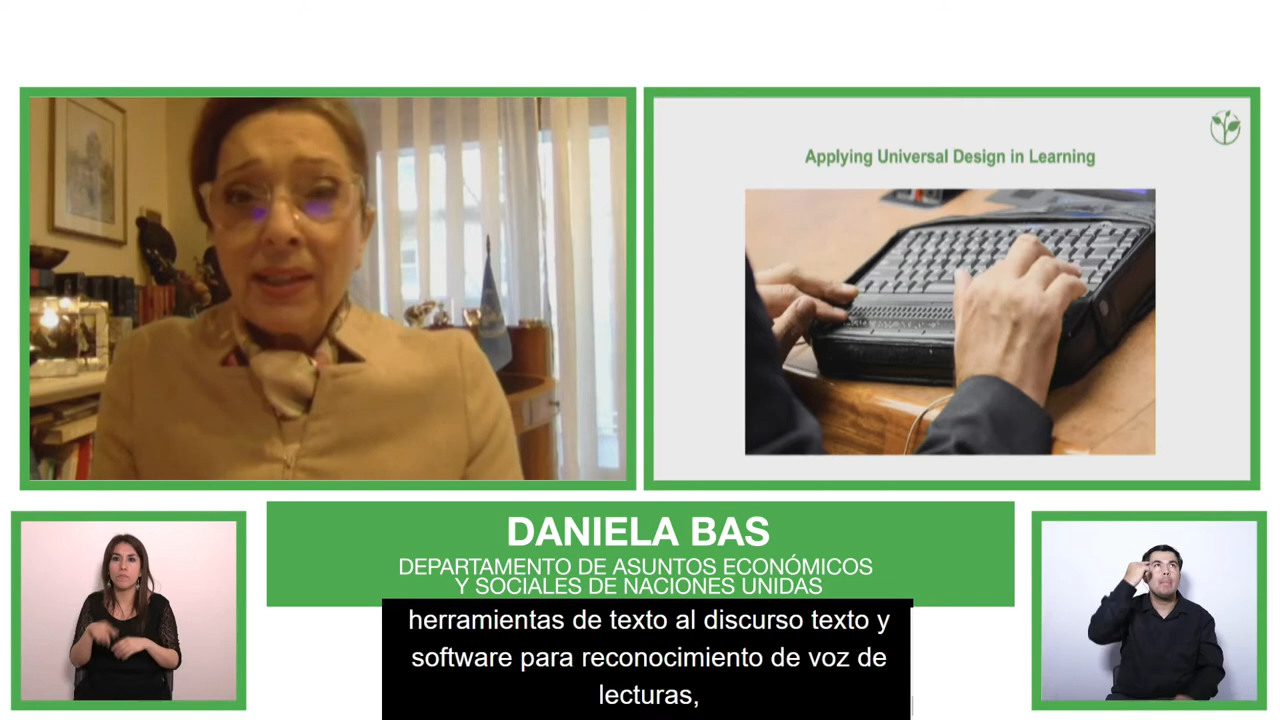 Applying Universal Design in Learning
DANIELA BAS
DEPARTAMENTO DE ASUNTOS ECONÓMICOS
Y SOCIALES DE NACIONES UNIDAS
herramientas de texto al discurso texto y
software para reconocimiento de voz de
lecturas,